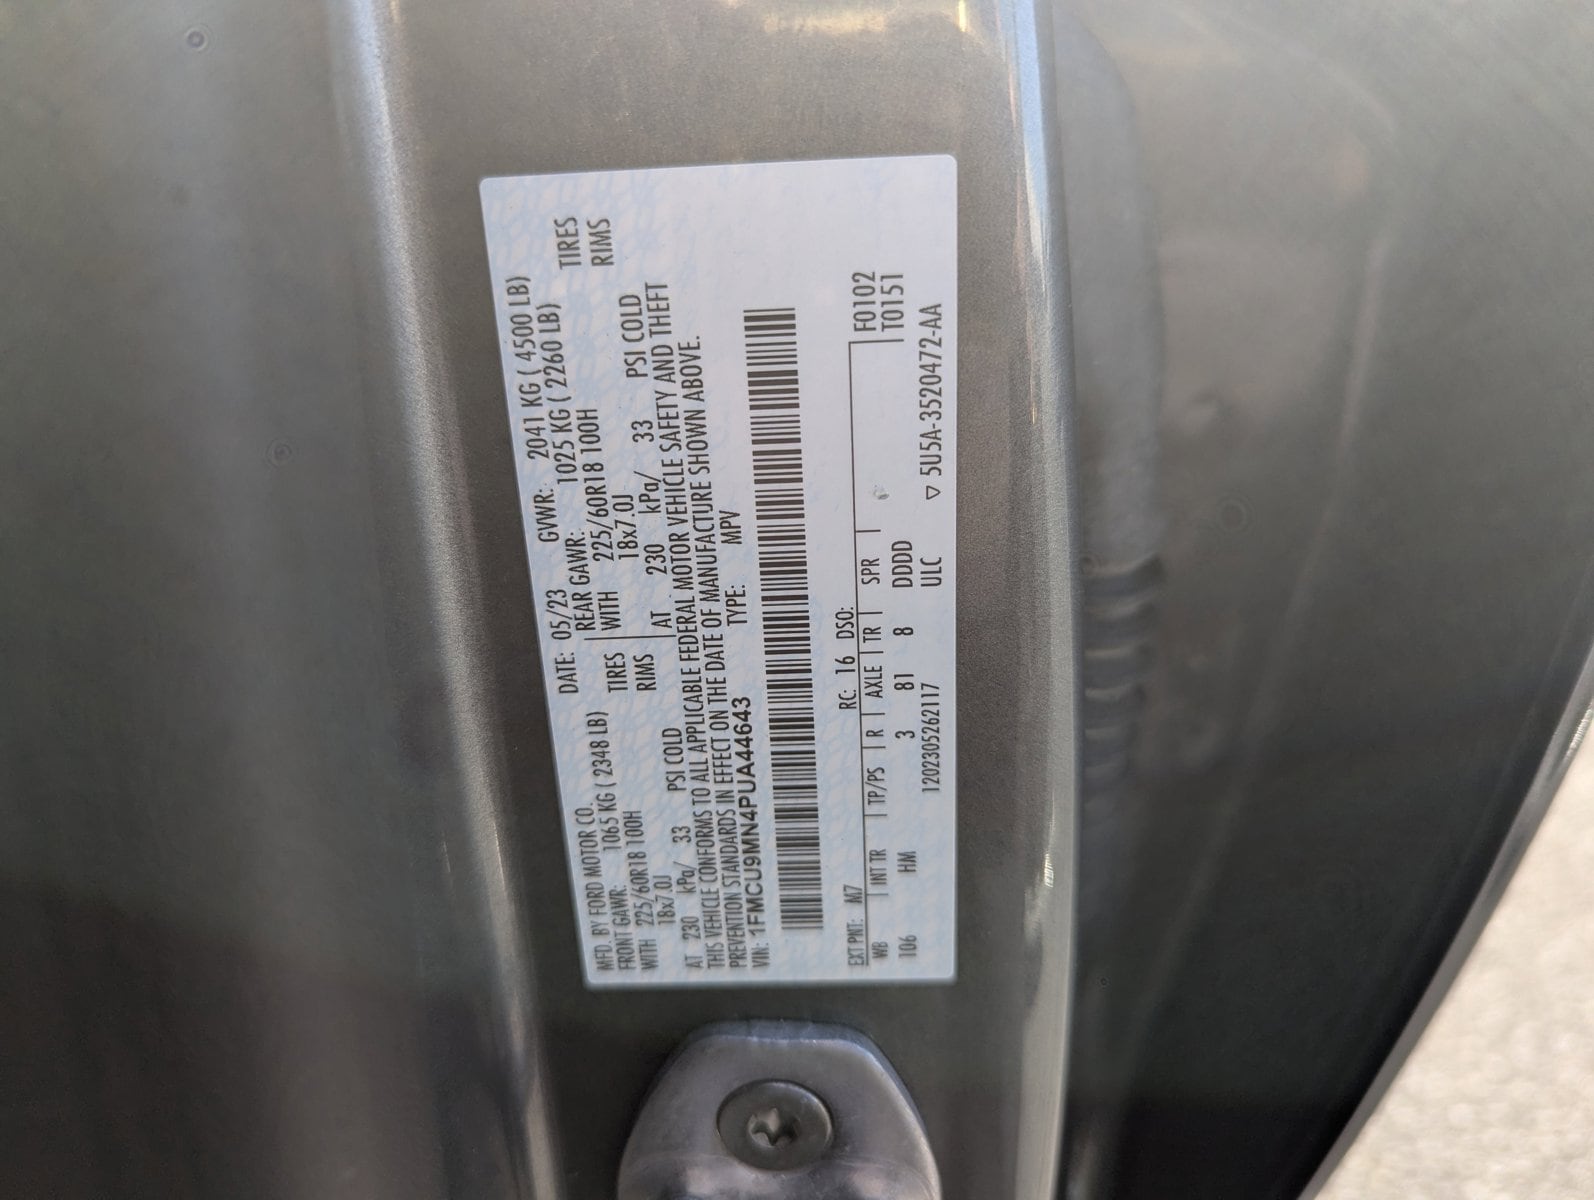 MFD. BY FORD MOTOR CO. DATE: 05/23 GVWR: 2041 KG ( 4500 LB)
FRONT GAWR: 1065 KG ( 2348 LB) REAR GAWR: 1025 KG ( 2260 LB)
WITH 225/60R18 100H TIRES WITH 225/60R18 100H TIRES
18x7.0J RIMS 18x7.0J RIMS
AT 230 kPa/ 33 PSI COLD AT 230 kPa/ 33 PSI COLD
THIS VEHICLE CONFORMS TO ALL APPLICABLE FEDERAL MOTOR VEHICLE SAFETY AND THEFT
PREVENTION STANDARDS IN EFFECT ON THE DATE OF MANUFACTURE SHOWN ABOVE.
VIN: 1FMCU9MN4PUA44643 TYPE: MPV
EXT PNT: M7 RC: 16 DSO: F0102
WB INT TR TP/PS R AXLE TR SPR T0151
106 HM 3 81 8 DDDD
1202305262117 ULC ▽ 5U5A-3520472-AA